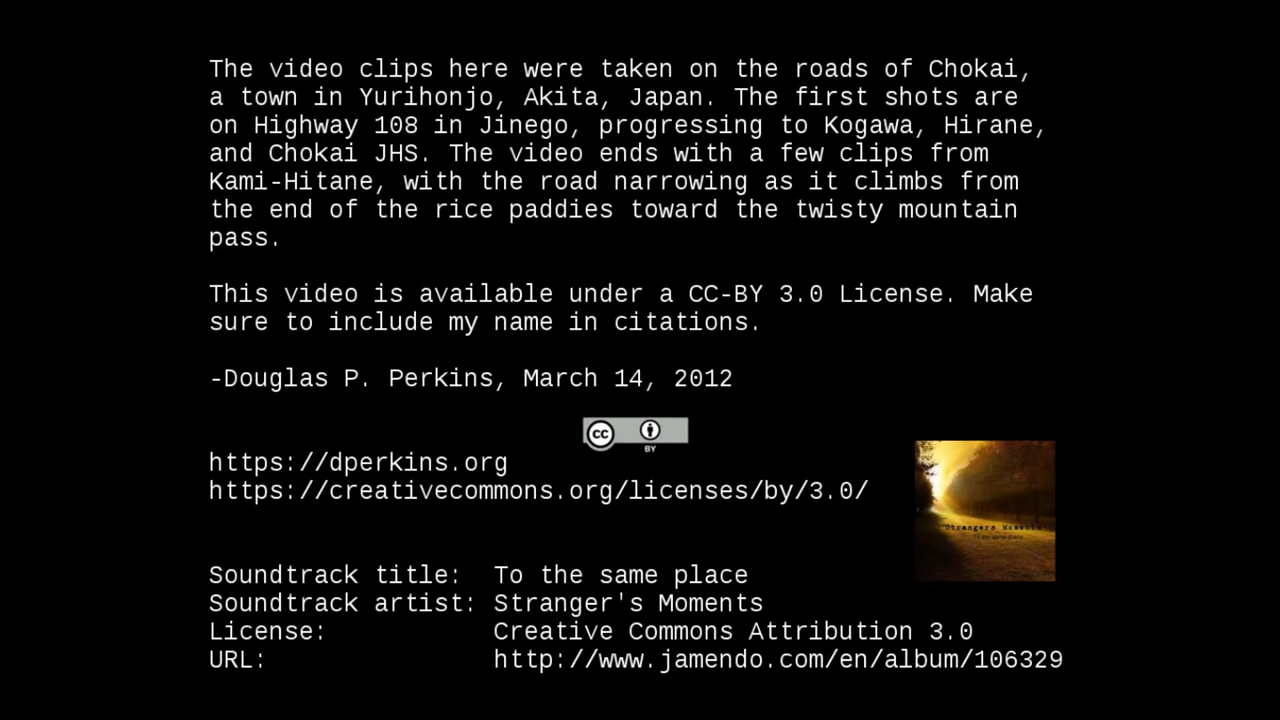 The video clips here were taken on the roads of Chokai,
a town in Yurihonjo, Akita, Japan. The first shots are
on Highway 108 in Jinego, progressing to Kogawa, Hirane,
and Chokai JHS. The video ends with a few clips from
Kami-Hitane, with the road narrowing as it climbs from
the end of the rice paddies toward the twisty mountain
pass.
This video is available under a CC-BY 3.0 License. Make
sure to include my name in citations.
-Douglas P. Perkins, March 14, 2012
cc
BY
https://dperkins.org
https://creativecommons.org/licenses/by/3.0/
Strangers Moments
Soundtrack title: To the same place
Soundtrack artist: Stranger's Moments
License: Creative Commons Attribution 3.0
URL: http://www.jamendo.com/en/album/106329